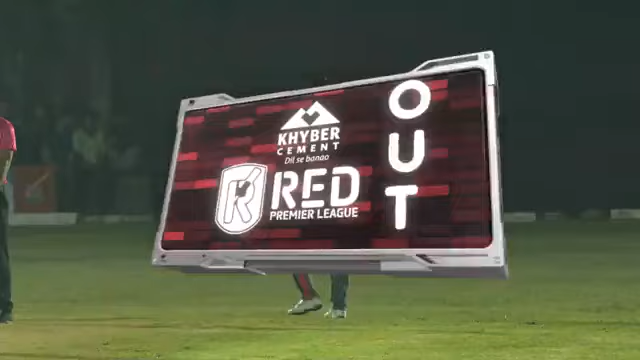 KHYBER
CEMENT
Dil se banao
RED
PREMIER LEAGUE
OUT